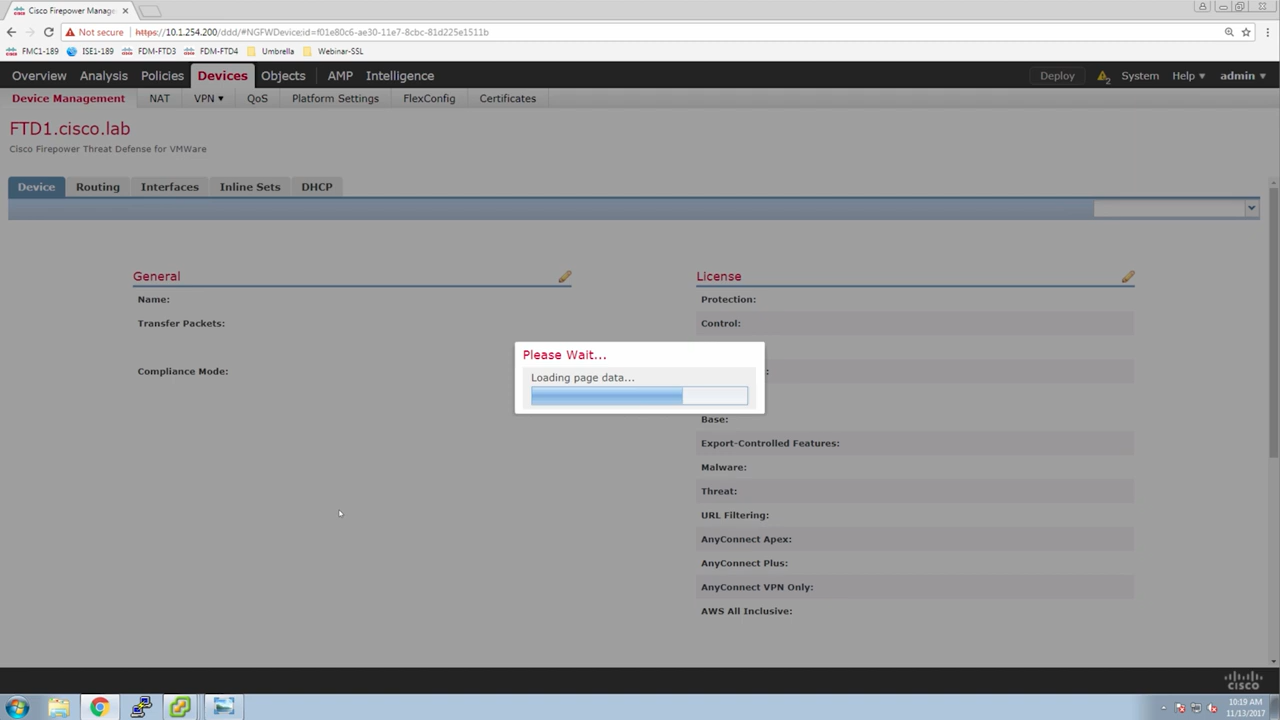 Cisco Firepower Manag
Not secure https://10.1.254.200/ddd/#NGFWDevice;id=f01e80c6-ae30-11e7-8cbc-81d225e1511b
FMC1-189 ISE1-189 FDM-FTD3 FDM-FTD4 Umbrella Webinar-SSL
Overview Analysis Policies Devices Objects AMP Intelligence Deploy 2 System Help admin
Device Management NAT VPN QoS Platform Settings FlexConfig Certificates
FTD1.cisco.lab
Cisco Firepower Threat Defense for VMWare
Device Routing Interfaces Inline Sets DHCP
General
Name:
Transfer Packets:
Compliance Mode:
License
Protection:
Control:
:
Base:
Export-Controlled Features:
Malware:
Threat:
URL Filtering:
AnyConnect Apex:
AnyConnect Plus:
AnyConnect VPN Only:
AWS All Inclusive:
Please Wait...
Loading page data...
CISCO
10:19 AM
11/13/2017